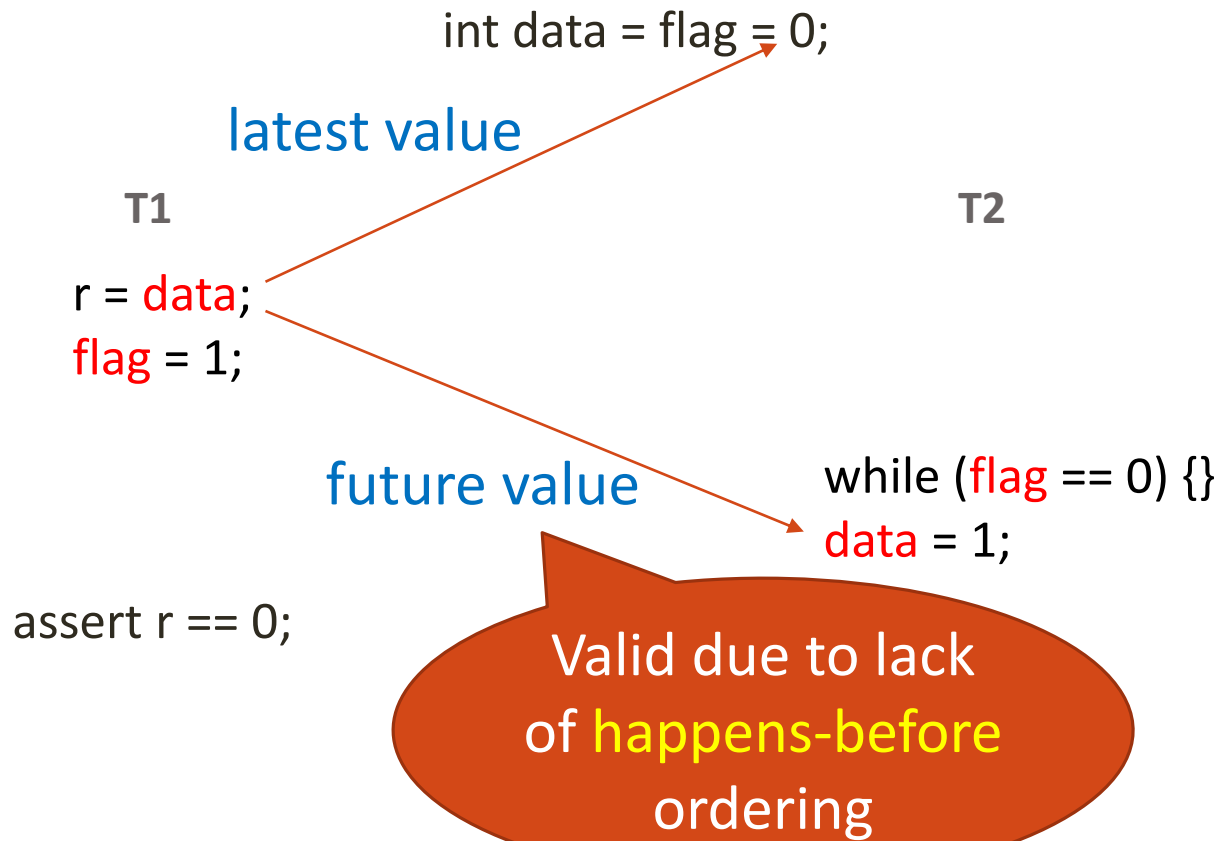 int data = flag = 0;
latest value
T1
T2
r = data;
flag = 1;
future value
while (flag == 0) {}
data = 1;
assert r == 0;
Valid due to lack
of happens-before
ordering